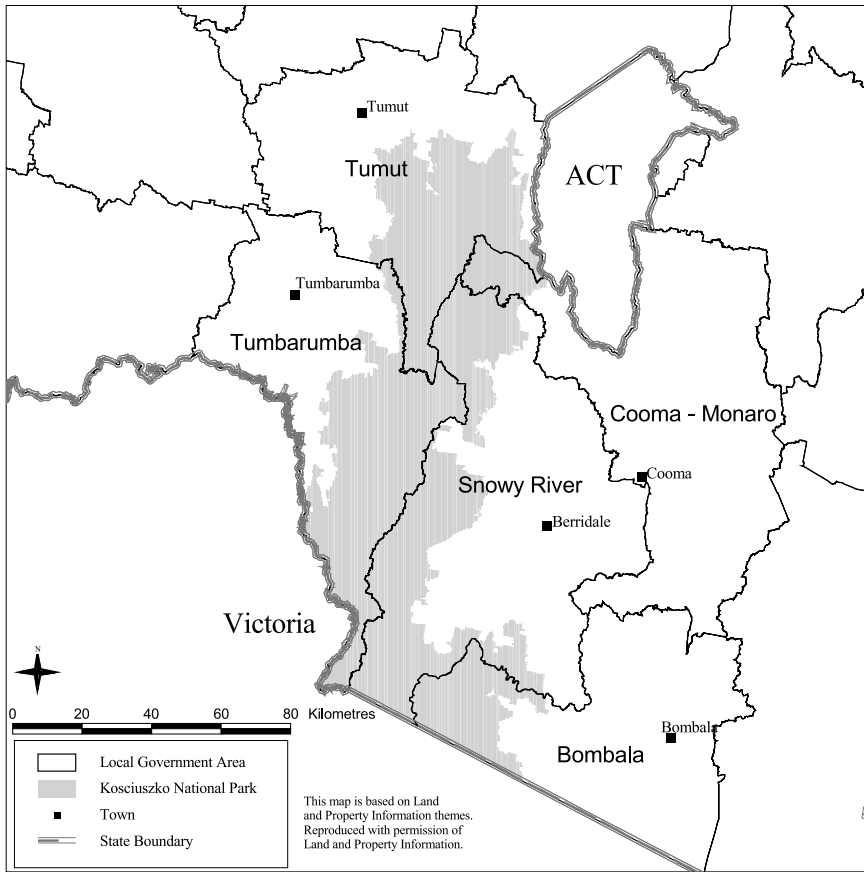 Tumut
Tumut
ACT
Tumbarumba
Tumbarumba
Cooma - Monaro
Cooma
Snowy River
Berridale
Victoria
N
0 20 40 60 80
Kilometres
Bombala
Bombala
Local Government Area
Kosciuszko National Park
Town
State Boundary
This map is based on Land
and Property Information themes.
Reproduced with permission of
Land and Property Information.